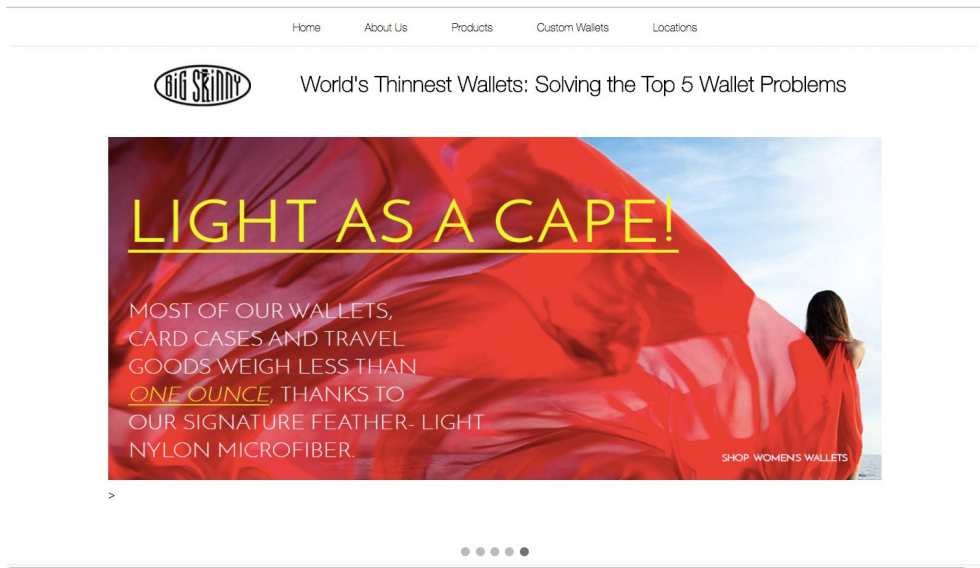 Home About Us Products Custom Wallets Locations
BIG SKINNY
World's Thinnest Wallets: Solving the Top 5 Wallet Problems
LIGHT AS A CAPE!
MOST OF OUR WALLETS,
CARD CASES AND TRAVEL
GOODS WEIGH LESS THAN
ONE OUNCE, THANKS TO
OUR SIGNATURE FEATHER- LIGHT
NYLON MICROFIBER.
SHOP WOMEN'S WALLETS
>